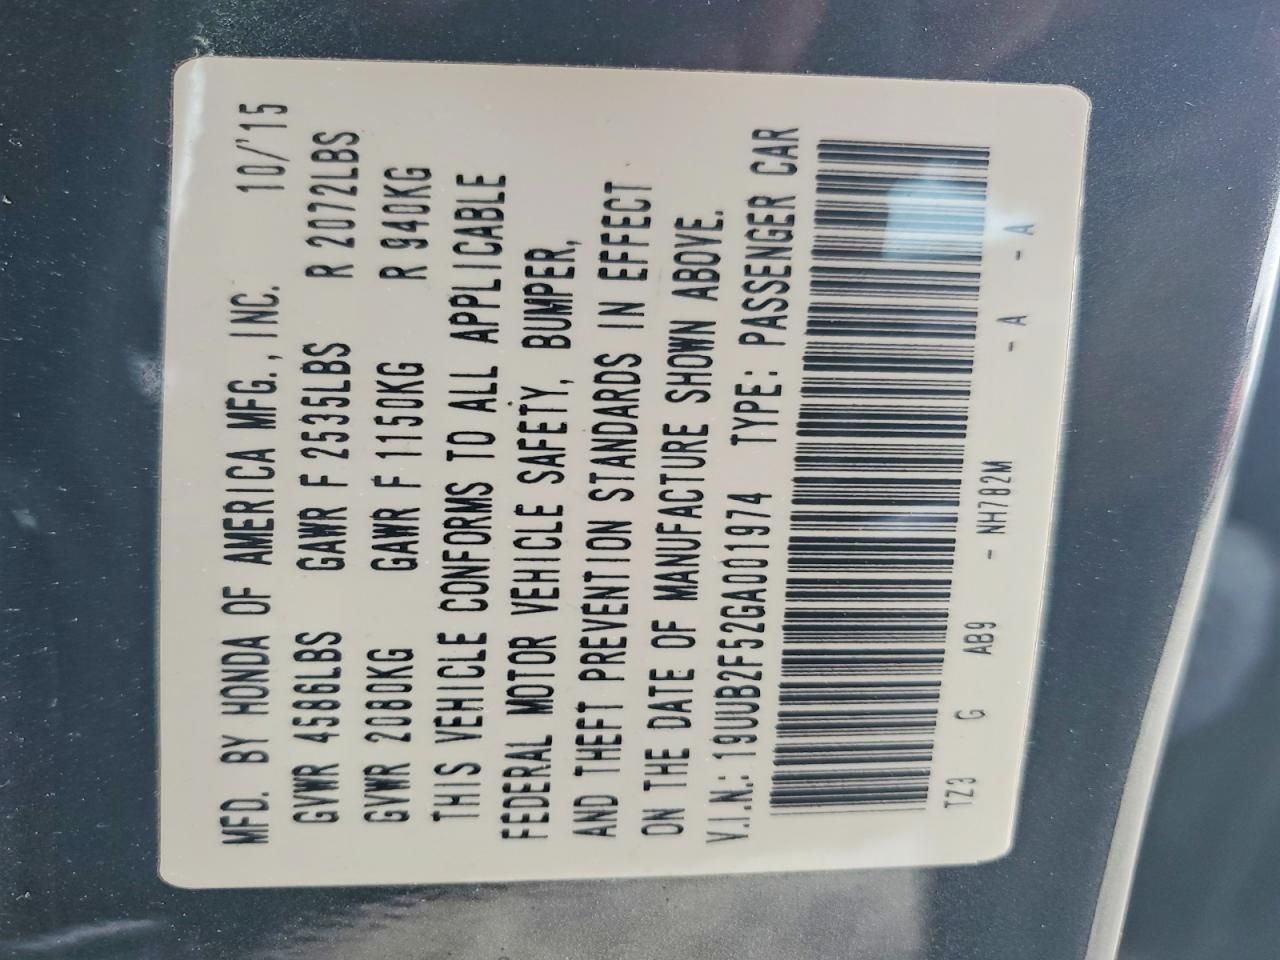 MFD. BY HONDA OF AMERICA MFG., INC. 10/'15
GVWR 4586LBS GAWR F 2535LBS R 2072LBS
GVWR 2080KG GAWR F 1150KG R 940KG
THIS VEHICLE CONFORMS TO ALL APPLICABLE
FEDERAL MOTOR VEHICLE SAFETY, BUMPER,
AND THEFT PREVENTION STANDARDS IN EFFECT
ON THE DATE OF MANUFACTURE SHOWN ABOVE.
V.I.N.: 19UUB2F52GA001974 TYPE: PASSENGER CAR
TZ3 G AB9 - NH782M - A - A